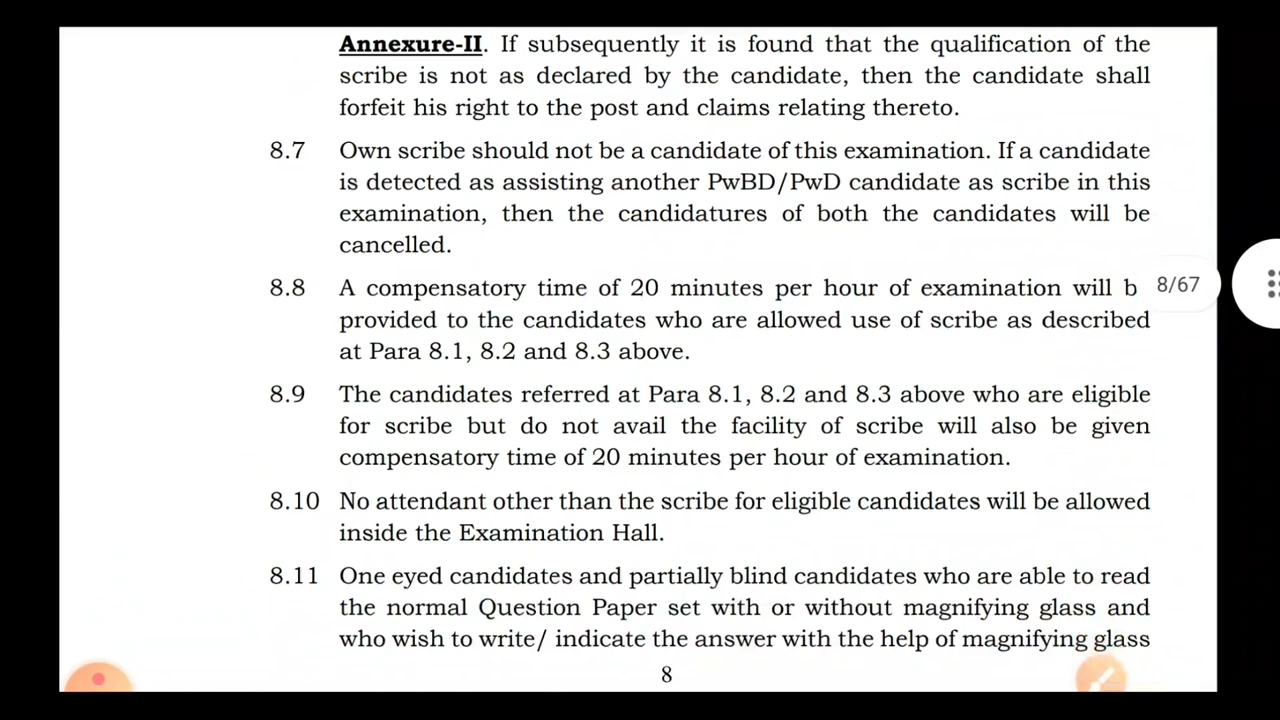 Annexure-II. If subsequently it is found that the qualification of the
scribe is not as declared by the candidate, then the candidate shall
forfeit his right to the post and claims relating thereto.
8.7 Own scribe should not be a candidate of this examination. If a candidate
is detected as assisting another PwBD/PwD candidate as scribe in this
examination, then the candidatures of both the candidates will be
cancelled.
8.8 A compensatory time of 20 minutes per hour of examination will b
8/67
provided to the candidates who are allowed use of scribe as described
at Para 8.1, 8.2 and 8.3 above.
8.9 The candidates referred at Para 8.1, 8.2 and 8.3 above who are eligible
for scribe but do not avail the facility of scribe will also be given
compensatory time of 20 minutes per hour of examination.
8.10 No attendant other than the scribe for eligible candidates will be allowed
inside the Examination Hall.
8.11 One eyed candidates and partially blind candidates who are able to read
the normal Question Paper set with or without magnifying glass and
who wish to write/ indicate the answer with the help of magnifying glass
8